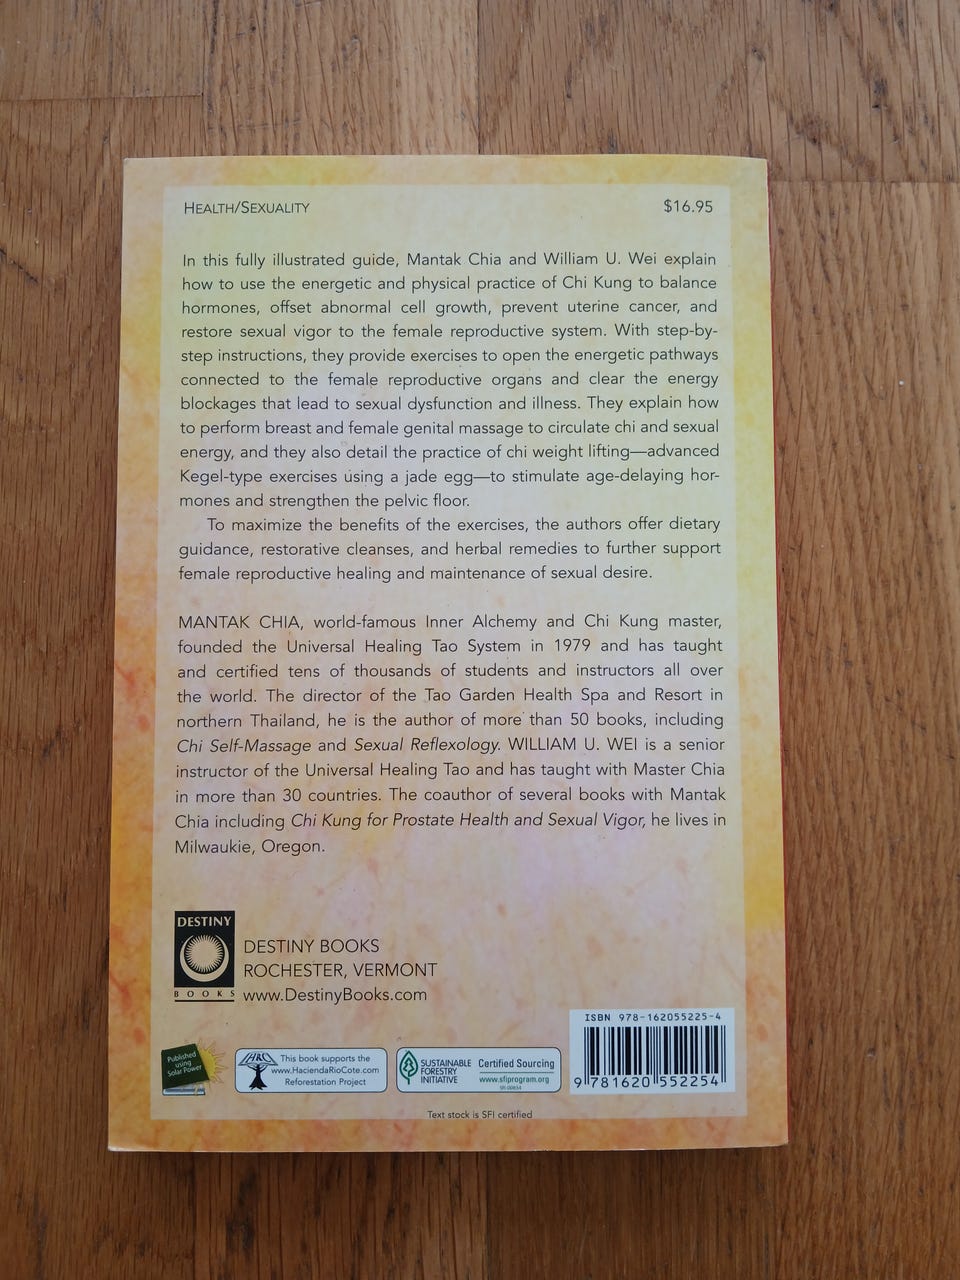 HEALTH/SEXUALITY
$16.95
In this fully illustrated guide, Mantak Chia and William U. Wei explain
how to use the energetic and physical practice of Chi Kung to balance
hormones, offset abnormal cell growth, prevent uterine cancer, and
restore sexual vigor to the female reproductive system. With step-by-
step instructions, they provide exercises to open the energetic pathways
connected to the female reproductive organs and clear the energy
blockages that lead to sexual dysfunction and illness. They explain how
to perform breast and female genital massage to circulate chi and sexual
energy, and they also detail the practice of chi weight lifting—advanced
Kegel-type exercises using a jade egg—to stimulate age-delaying hor-
mones and strengthen the pelvic floor.
To maximize the benefits of the exercises, the authors offer dietary
guidance, restorative cleanses, and herbal remedies to further support
female reproductive healing and maintenance of sexual desire.
MANTAK CHIA, world-famous Inner Alchemy and Chi Kung master,
founded the Universal Healing Tao System in 1979 and has taught
and certified tens of thousands of students and instructors all over
the world. The director of the Tao Garden Health Spa and Resort in
northern Thailand, he is the author of more than 50 books, including
Chi Self-Massage and Sexual Reflexology. WILLIAM U. WEI is a senior
instructor of the Universal Healing Tao and has taught with Master Chia
in more than 30 countries. The coauthor of several books with Mantak
Chia including Chi Kung for Prostate Health and Sexual Vigor, he lives in
Milwaukie, Oregon.
DESTINY
BOOKS
DESTINY BOOKS
ROCHESTER, VERMONT
www.DestinyBooks.com
ISBN 978-162055225-4
9 781620 552254
Published
using
Solar Power
HRC
This book supports the
www.HaciendaRioCote.com
Reforestation Project
SUSTAINABLE
FORESTRY
INITIATIVE
Certified Sourcing
www.sfiprogram.org
Text stock is SFI certified